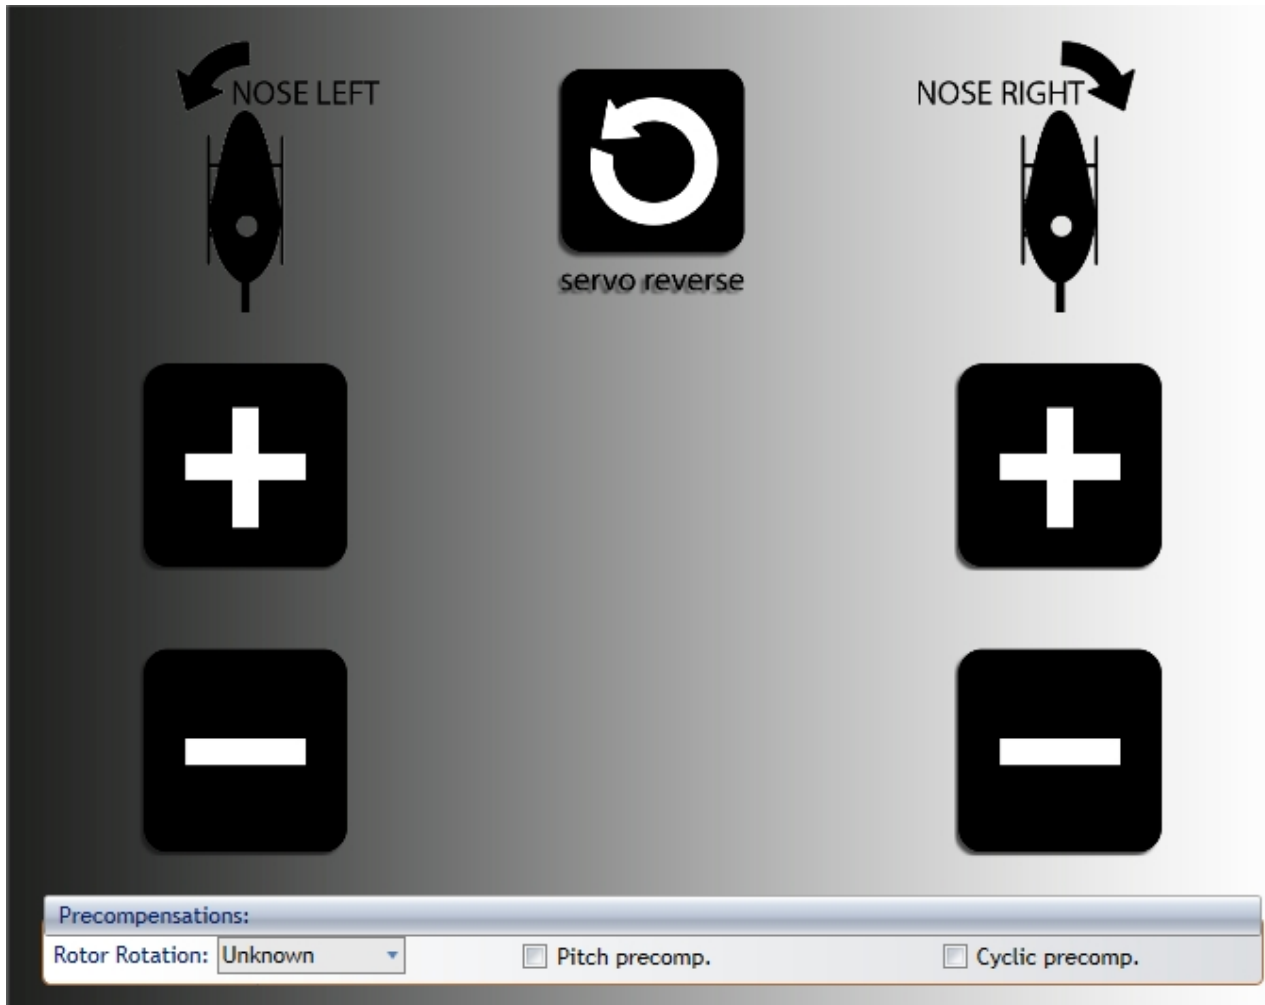 NOSE LEFT
NOSE RIGHT
servo reverse
Precompensations:
Rotor Rotation: Unknown Pitch precomp. Cyclic precomp.